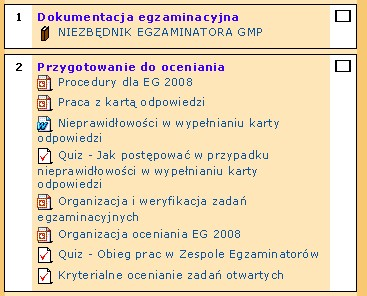 1 Dokumentacja egzaminacyjna
NIEZBĘDNIK EGZAMINATORA GMP
2 Przygotowanie do oceniania
Procedury dla EG 2008
Praca z kartą odpowiedzi
Nieprawidłowości w wypełnianiu karty
odpowiedzi
Quiz - Jak postępować w przypadku
nieprawidłowości w wypełnianiu karty
odpowiedzi
Organizacja i weryfikacja zadań
egzaminacyjnych
Organizacja oceniania EG 2008
Quiz - Obieg prac w Zespole Egzaminatorów
Kryterialne ocenianie zadań otwartych